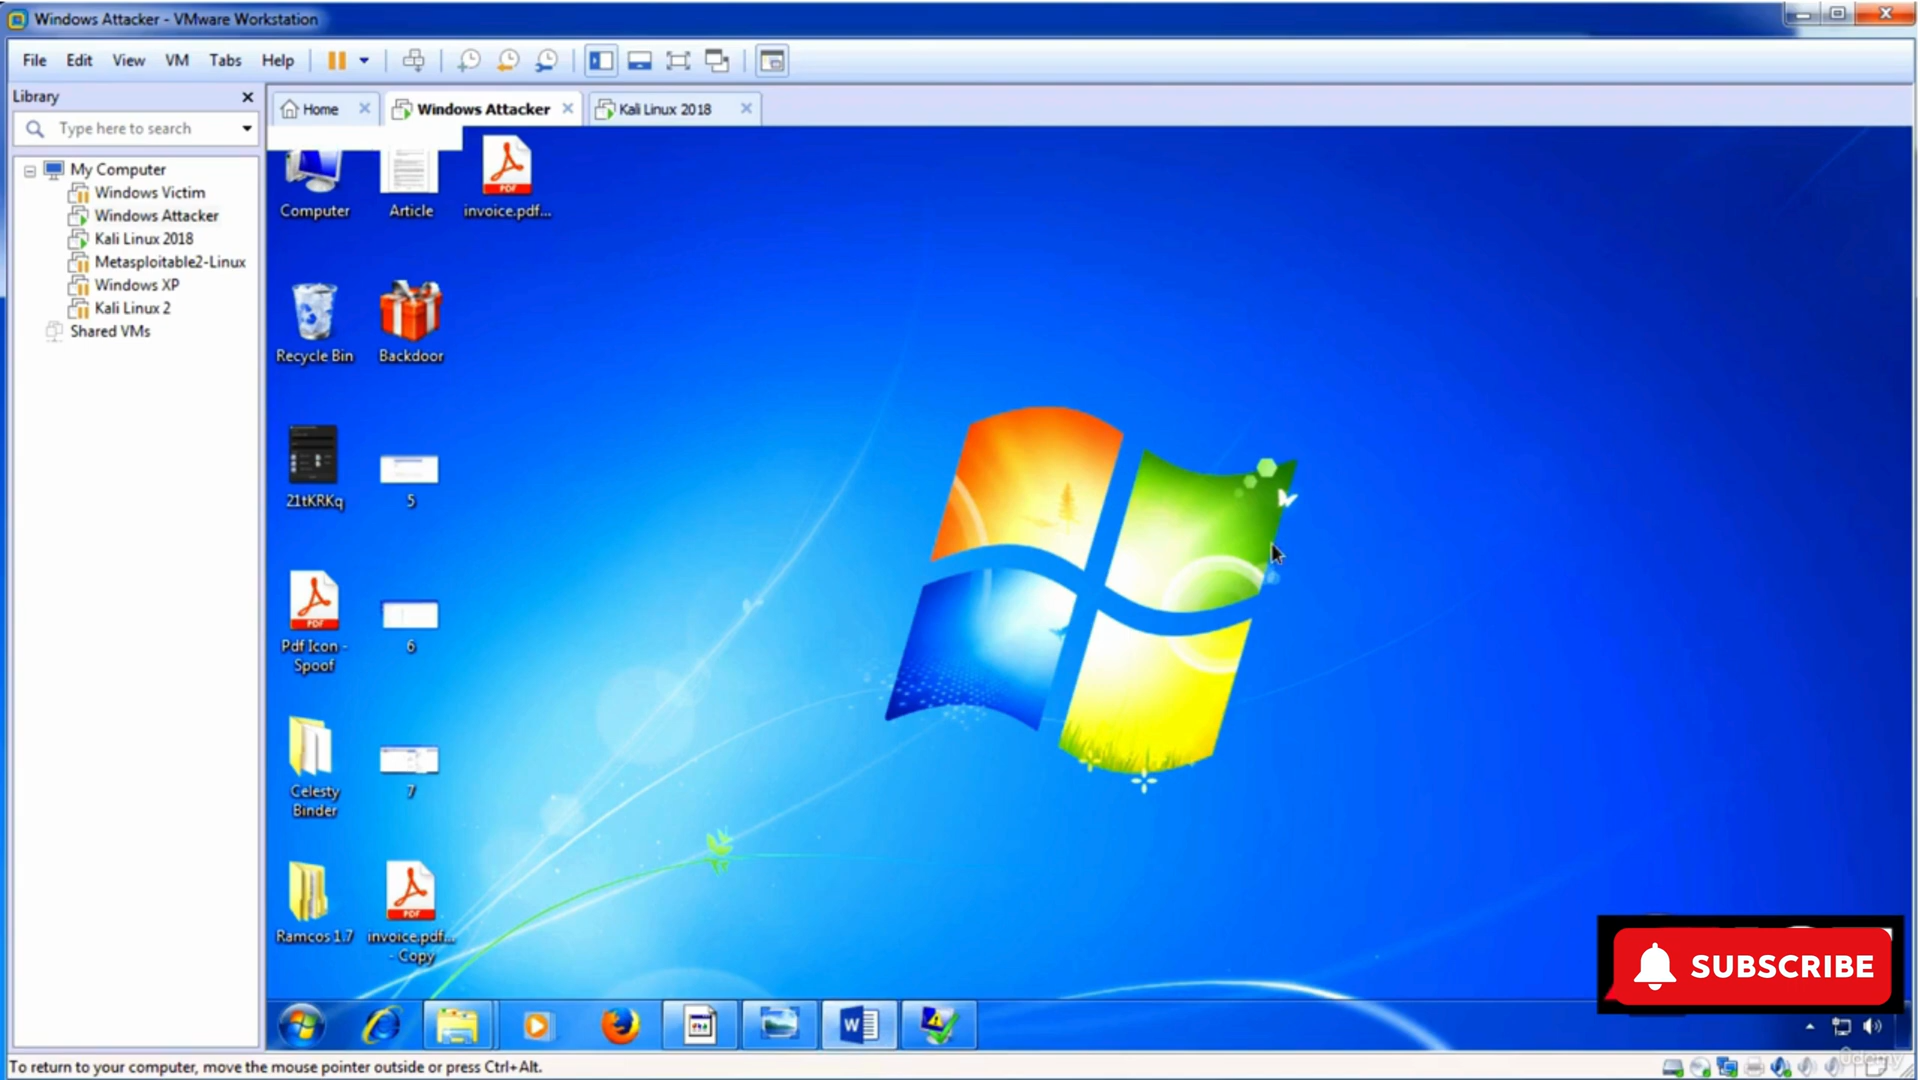 Windows Attacker - VMware Workstation
File Edit View VM Tabs Help
Library
Home
Windows Attacker
Kali Linux 2018
Type here to search
My Computer
Windows Victim
Windows Attacker
Kali Linux 2018
Metasploitable2-Linux
Windows XP
Kali Linux 2
Shared VMs
Computer
Article
PDF
invoice.pdf...
Recycle Bin
Backdoor
21tKRKq
5
PDF
Pdf Icon -
Spoof
6
Celesty
Binder
7
Ramcos 1.7
PDF
invoice.pdf...
- Copy
SUBSCRIBE
W
To return to your computer, move the mouse pointer outside or press Ctrl+Alt.
Udemy